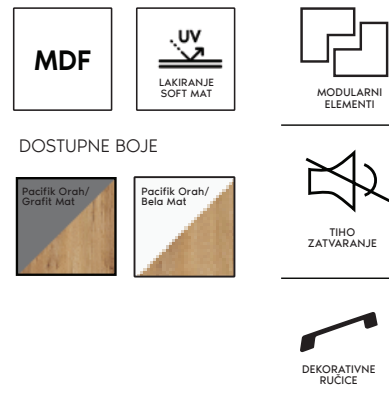 MDF
UV
LAKIRANJE
SOFT MAT
MODULARNI
ELEMENTI
DOSTUPNE BOJE
Pacifik Orah/
Grafit Mat
Pacifik Orah/
Bela Mat
TIHO
ZATVARANJE
DEKORATIVNE
RUČICE